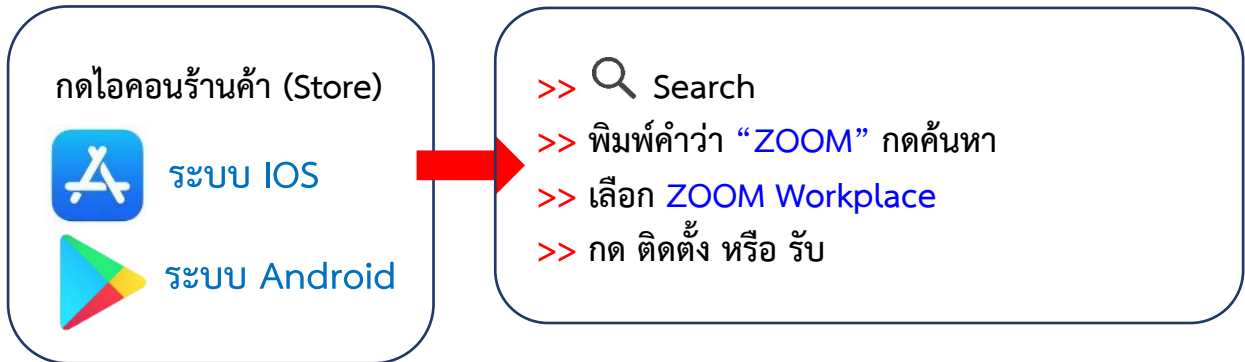 กดไอคอนร้านค้า (Store)
ระบบ IOS
ระบบ Android
>> Search
>> พิมพ์คำว่า “ZOOM” กดค้นหา
>> เลือก ZOOM Workplace
>> กด ติดตั้ง หรือ รับ